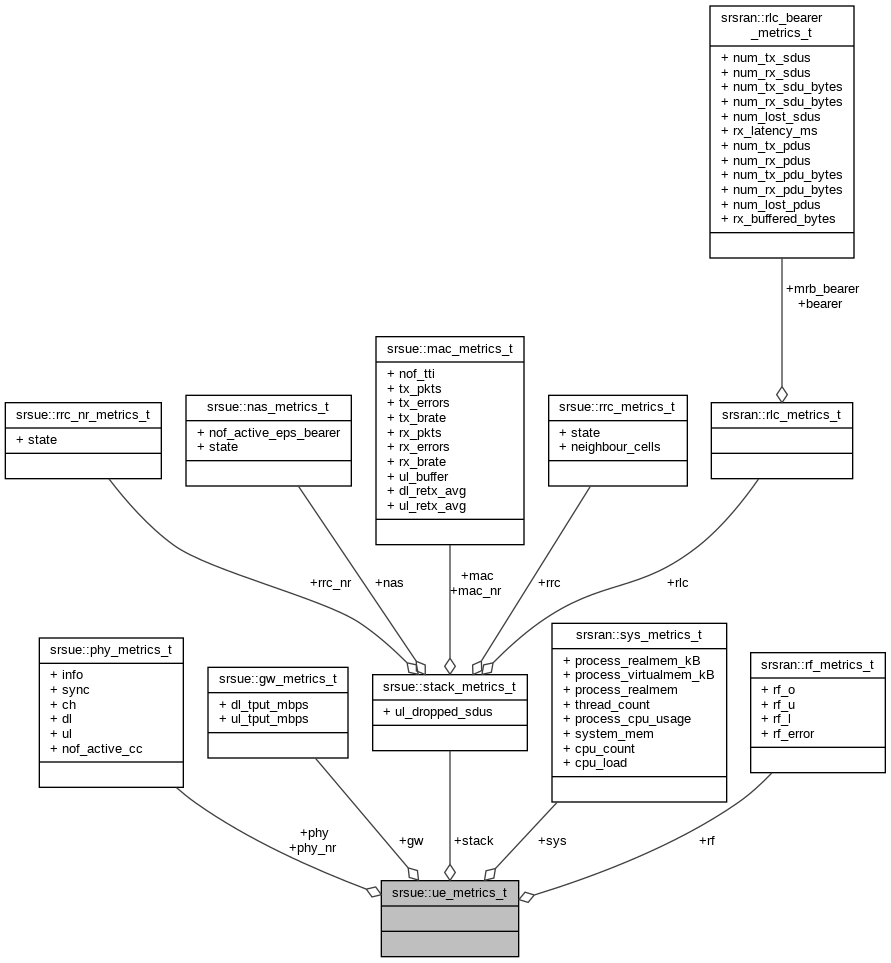 srsran::rlc_bearer
_metrics_t
+ num_tx_sdus
+ num_rx_sdus
+ num_tx_sdu_bytes
+ num_rx_sdu_bytes
+ num_lost_sdus
+ rx_latency_ms
+ num_tx_pdus
+ num_rx_pdus
+ num_tx_pdu_bytes
+ num_rx_pdu_bytes
+ num_lost_pdus
+ rx_buffered_bytes
+mrb_bearer
+bearer
srsue::rrc_nr_metrics_t
+ state
srsue::nas_metrics_t
+ nof_active_eps_bearer
+ state
srsue::mac_metrics_t
+ nof_tti
+ tx_pkts
+ tx_errors
+ tx_brate
+ rx_pkts
+ rx_errors
+ rx_brate
+ ul_buffer
+ dl_retx_avg
+ ul_retx_avg
srsue::rrc_metrics_t
+ state
+ neighbour_cells
srsran::rlc_metrics_t
+rrc_nr
+nas
+mac
+mac_nr
+rrc
+rlc
srsue::phy_metrics_t
+ info
+ sync
+ ch
+ dl
+ ul
+ nof_active_cc
srsue::gw_metrics_t
+ dl_tput_mbps
+ ul_tput_mbps
srsue::stack_metrics_t
+ ul_dropped_sdus
srsran::sys_metrics_t
+ process_realmem_kB
+ process_virtualmem_kB
+ process_realmem
+ thread_count
+ process_cpu_usage
+ system_mem
+ cpu_count
+ cpu_load
srsran::rf_metrics_t
+ rf_o
+ rf_u
+ rf_l
+ rf_error
+phy
+phy_nr
+gw
+stack
+sys
+rf
srsue::ue_metrics_t